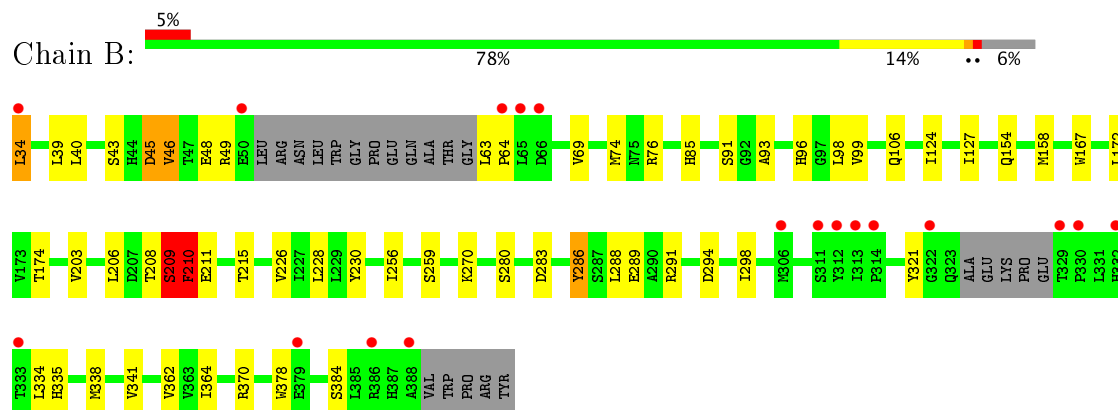 5%
Chain B:
78%
14%
••
6%
L34 L39 L40 S43 H44 D45 V46 T47 E48 R49 E50 LEU ARG ASN LEU TRP GLY PRO GLU GLN ALA THR GLY L63 P64 L65 D66 V69 M74 N75 R76 H85 S91 G92 A93 H96 G97 L98 V99 Q106 I124 I127 Q154 M158 W167 L172
V173 T174 V203 L206 D207 T208 S209 F210 E211 T215 V226 I227 L228 L229 Y230 I256 S259 K270 S280 D283 Y286 S287 L288 E289 A290 R291 D294 I298 M306 S311 Y312 I313 P314 Y321 G322 Q323 ALA GLU LYS PRO GLU T329 P330 L331 H332
T333 L334 H335 M338 V341 V362 V363 I364 R370 W378 E379 S384 L385 R386 H387 A388 VAL TRP PRO ARG TYR